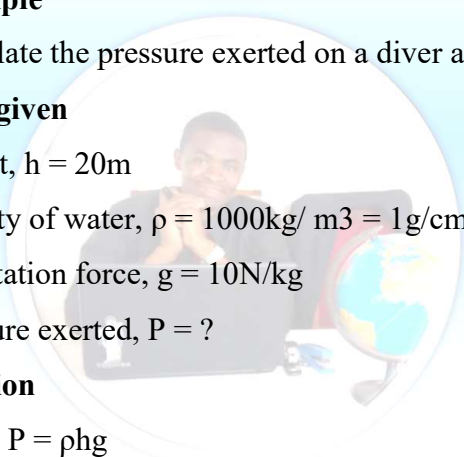 ple
late the pressure exerted on a diver a
given
t, h = 20m
ty of water, ρ = 1000kg/ m3 = 1g/cm
tation force, g = 10N/kg
ure exerted, P = ?
ion
P = ρhg
TOSHIBA